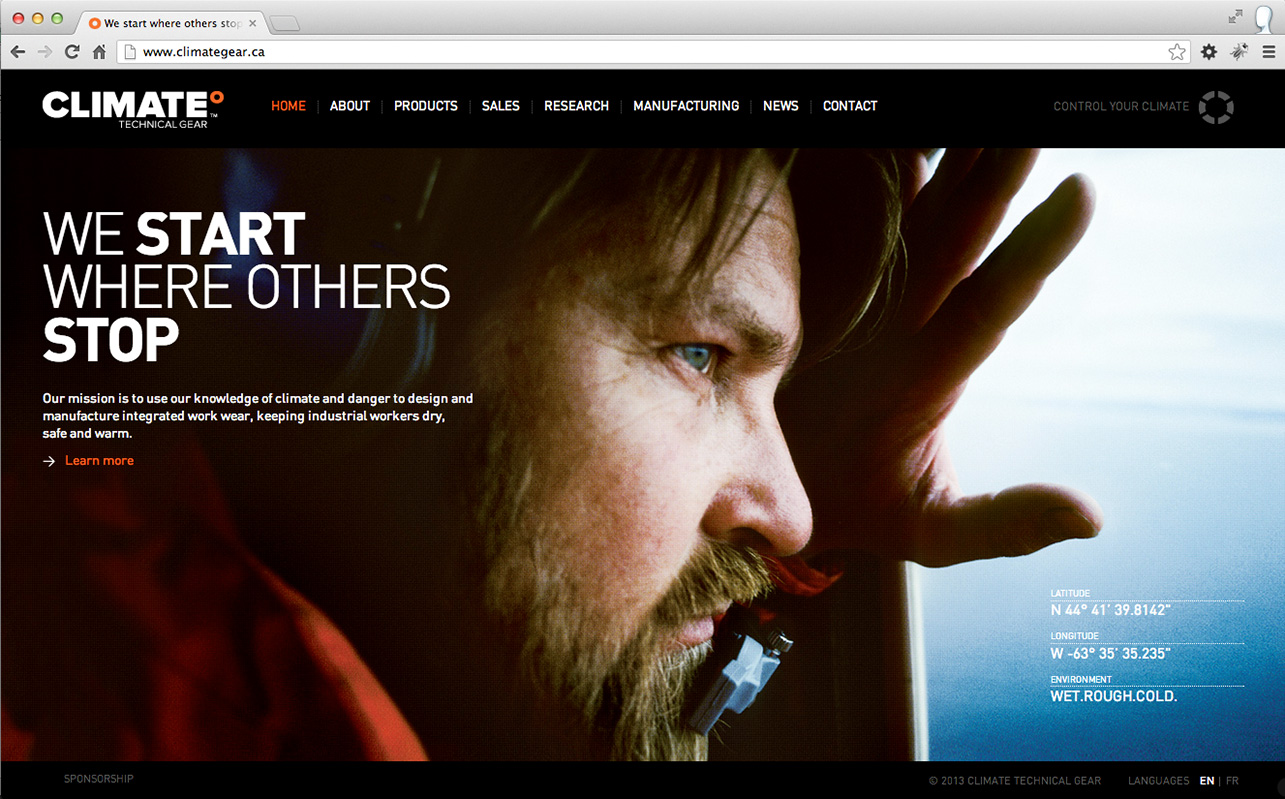 We start where others stop
www.climategear.ca
CLIMATE°™
TECHNICAL GEAR
HOME | ABOUT | PRODUCTS | SALES | RESEARCH | MANUFACTURING | NEWS | CONTACT
CONTROL YOUR CLIMATE
WE START
WHERE OTHERS
STOP
Our mission is to use our knowledge of climate and danger to design and
manufacture integrated work wear, keeping industrial workers dry,
safe and warm.
→ Learn more
LATITUDE
N 44° 41' 39.8142"
LONGITUDE
W -63° 35' 35.235"
ENVIRONMENT
WET.ROUGH.COLD.
SPONSORSHIP
© 2013 CLIMATE TECHNICAL GEAR
LANGUAGES EN | FR